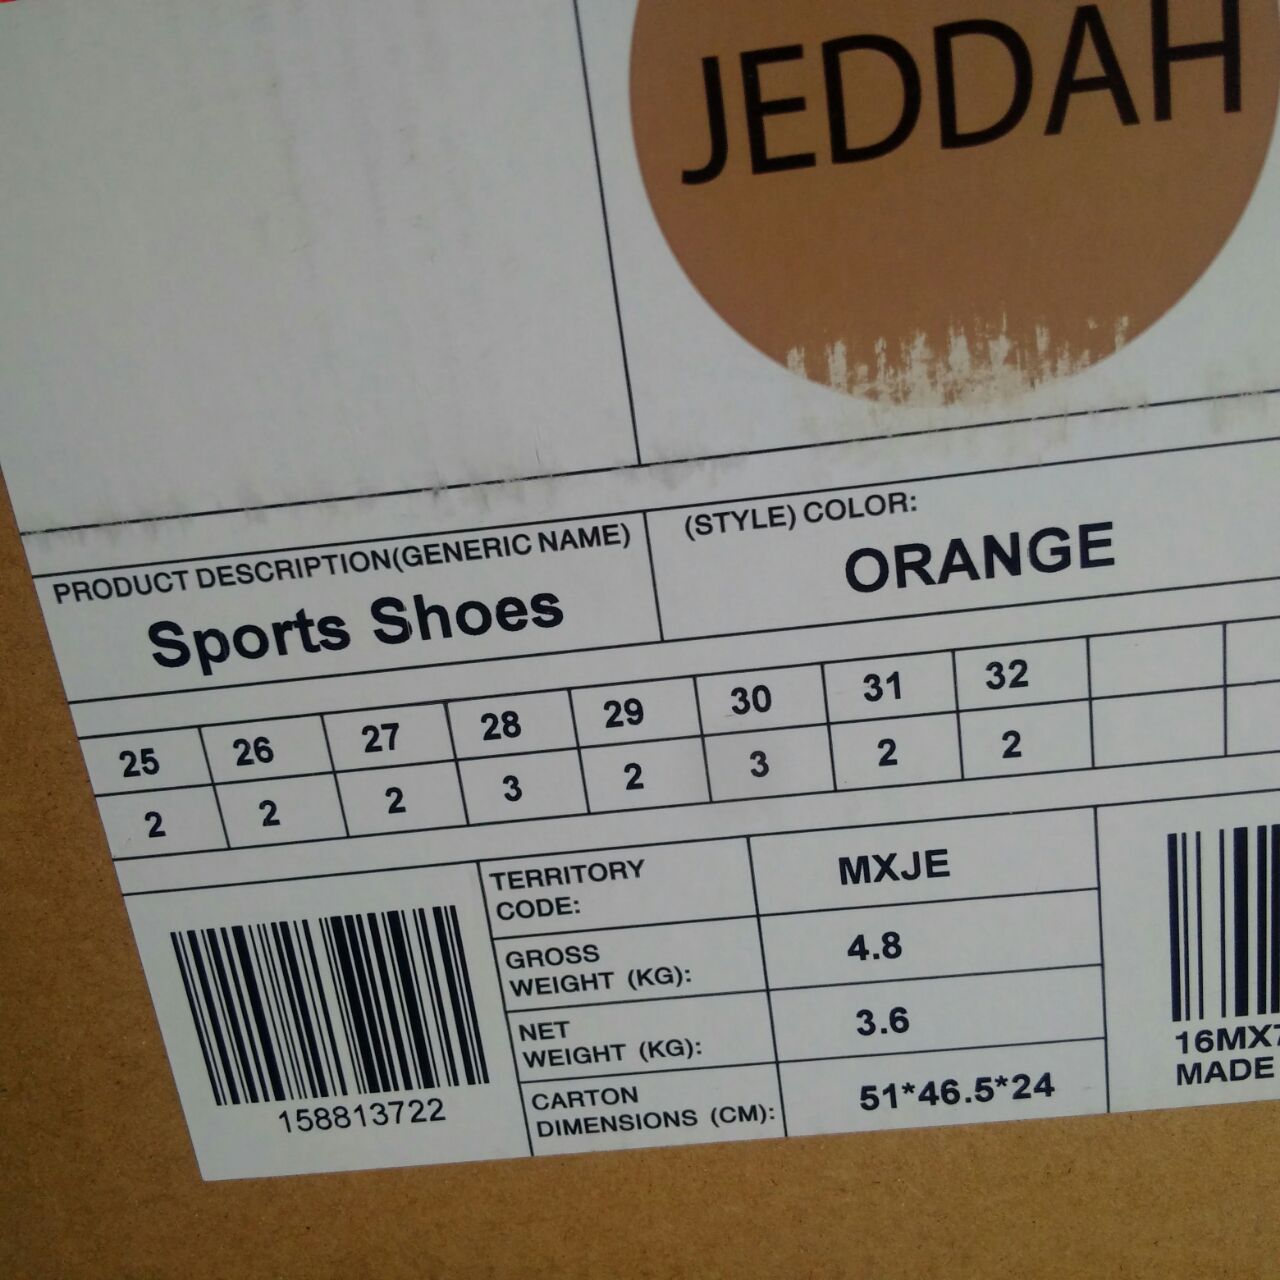 JEDDAH
PRODUCT DESCRIPTION(GENERIC NAME)
Sports Shoes
(STYLE) COLOR:
ORANGE
25 26 27 28 29 30 31 32
2 2 2 3 2 3 2 2
TERRITORY CODE: MXJE
GROSS WEIGHT (KG): 4.8
NET WEIGHT (KG): 3.6
CARTON DIMENSIONS (CM): 51*46.5*24
158813722
16MX7
MADE